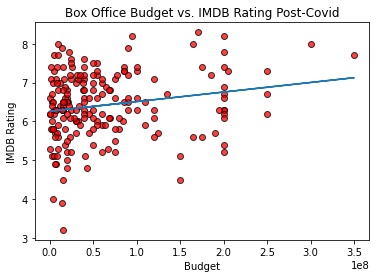 Box Office Budget vs. IMDB Rating Post-Covid
IMDB Rating
8
7
6
5
4
3
0.0 0.5 1.0 1.5 2.0 2.5 3.0 3.5
1e8
Budget